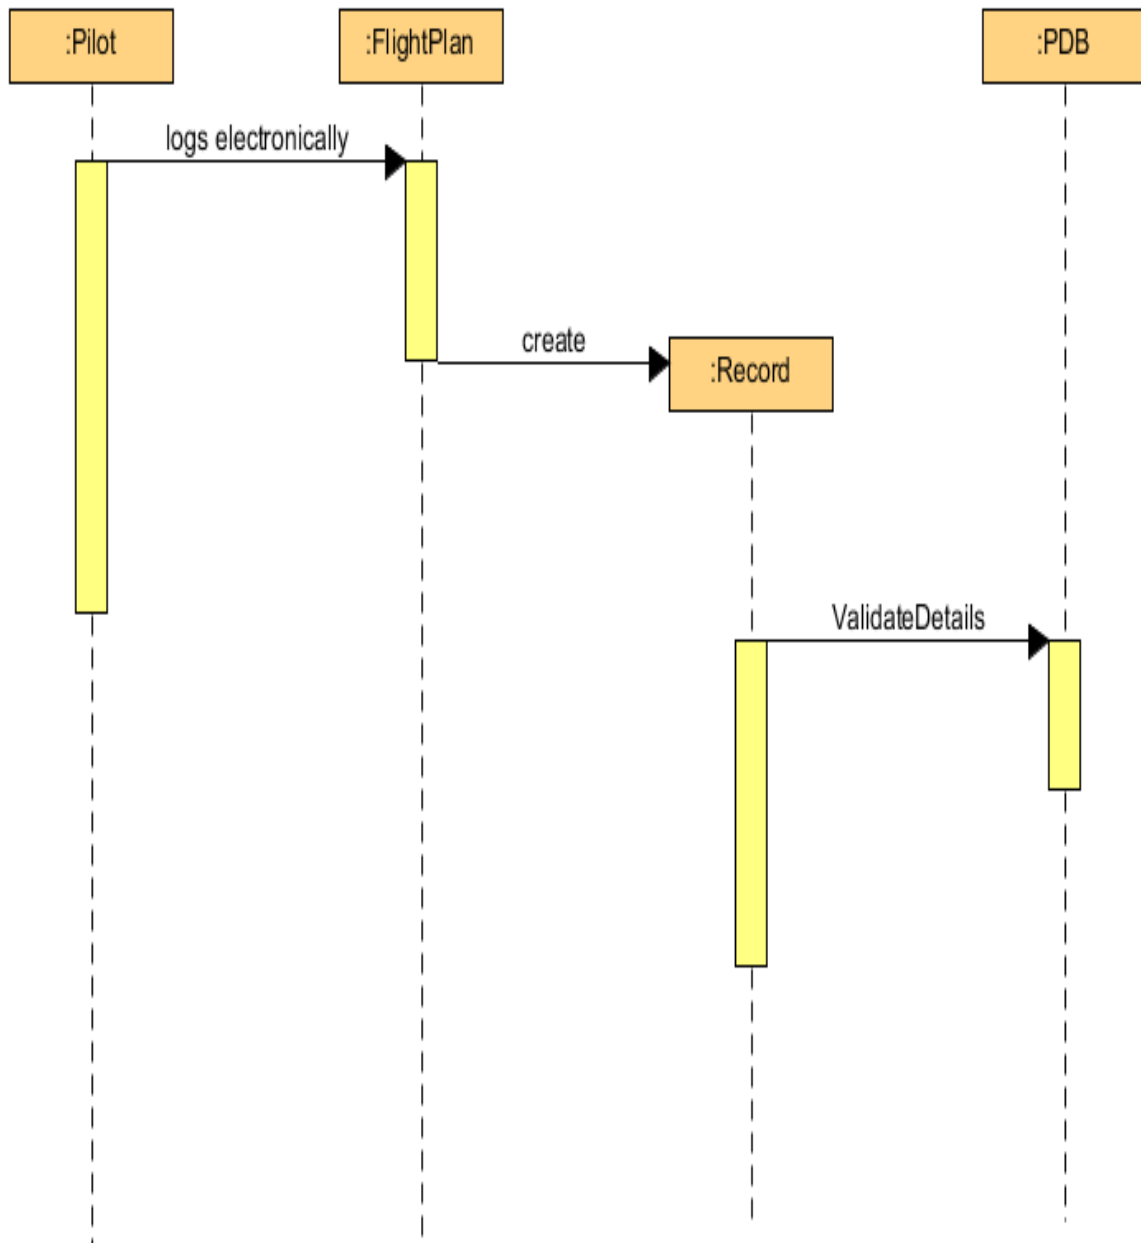 :Pilot
:FlightPlan
:PDB
logs electronically
create
:Record
ValidateDetails